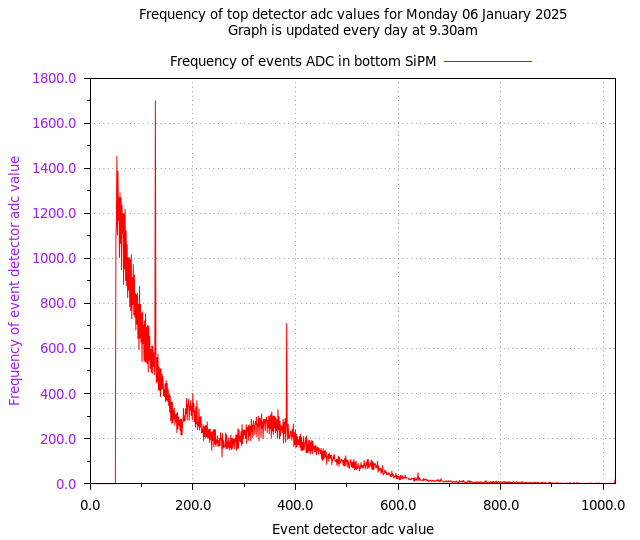 Frequency of top detector adc values for Monday 06 January 2025
Graph is updated every day at 9.30am
Frequency of events ADC in bottom SiPM
1800.0
1600.0
1400.0
1200.0
1000.0
800.0
600.0
400.0
200.0
0.0
Frequency of event detector adc value
0.0 200.0 400.0 600.0 800.0 1000.0
Event detector adc value